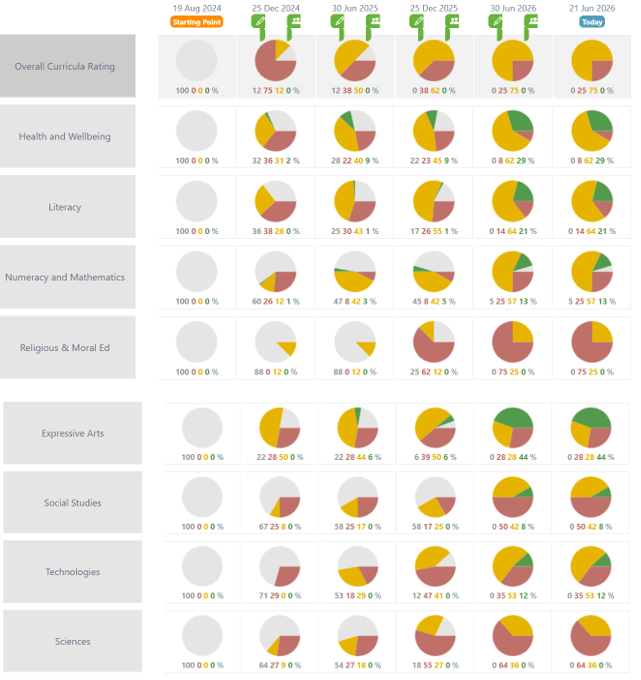 19 Aug 2024 25 Dec 2024 30 Jun 2025 25 Dec 2025 30 Jun 2026 21 Jun 2026
Starting Point Today
Overall Curricula Rating
100 0 0 0 % 12 75 12 0 % 12 38 50 0 % 0 38 62 0 % 0 25 75 0 % 0 25 75 0 %
Health and Wellbeing
100 0 0 0 % 32 36 31 2 % 28 22 40 9 % 22 23 45 9 % 0 8 62 29 % 0 8 62 29 %
Literacy
100 0 0 0 % 36 38 26 0 % 25 30 43 1 % 17 26 55 1 % 0 14 64 21 % 0 14 64 21 %
Numeracy and Mathematics
100 0 0 0 % 60 26 12 1 % 47 8 42 3 % 45 8 42 5 % 5 25 57 13 % 5 25 57 13 %
Religious & Moral Ed
100 0 0 0 % 88 0 12 0 % 88 0 12 0 % 25 62 12 0 % 0 75 25 0 % 0 75 25 0 %
Expressive Arts
100 0 0 0 % 22 28 50 0 % 22 28 44 6 % 6 39 50 6 % 0 28 28 44 % 0 28 28 44 %
Social Studies
100 0 0 0 % 67 25 8 0 % 58 25 17 0 % 58 17 25 0 % 0 50 42 8 % 0 50 42 8 %
Technologies
100 0 0 0 % 71 29 0 0 % 53 18 29 0 % 12 47 41 0 % 0 35 53 12 % 0 35 53 12 %
Sciences
100 0 0 0 % 64 27 9 0 % 54 27 18 0 % 18 55 27 0 % 0 64 36 0 % 0 64 36 0 %